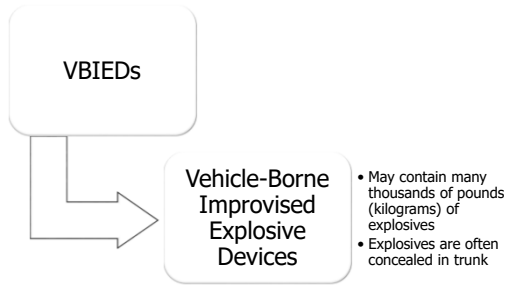 VBIEDs
Vehicle-Borne
Improvised
Explosive
Devices
• May contain many
thousands of pounds
(kilograms) of
explosives
• Explosives are often
concealed in trunk